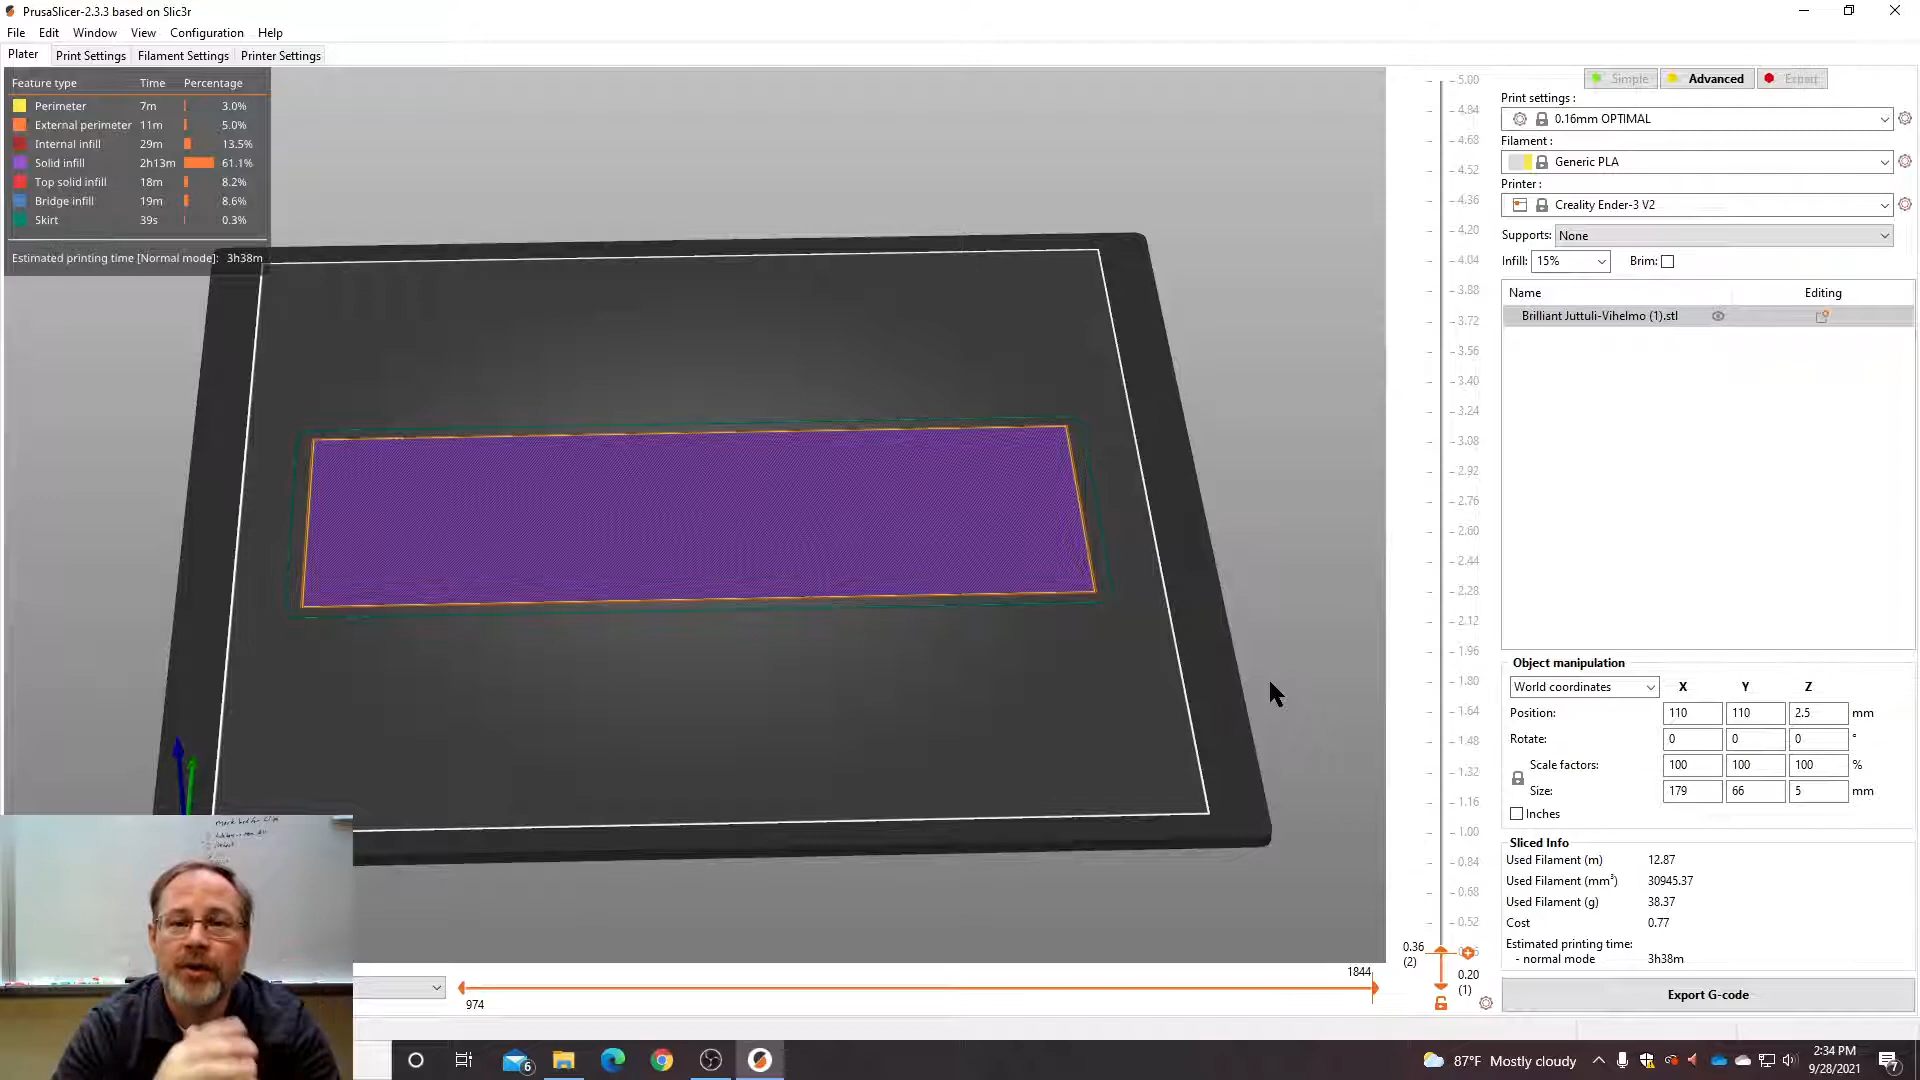 PrusaSlicer-2.3.3 based on Slic3r
File Edit Window View Configuration Help
Plater Print Settings Filament Settings Printer Settings
Feature type Time Percentage
Perimeter 7m 3.0%
External perimeter 11m 5.0%
Internal infill 29m 13.5%
Solid infill 2h13m 61.1%
Top solid infill 18m 8.2%
Bridge infill 19m 8.6%
Skirt 39s 0.3%
Estimated printing time [Normal mode]: 3h38m
5.00
4.84
4.68
4.52
4.36
4.20
4.04
3.88
3.72
3.56
3.40
3.24
3.08
2.92
2.76
2.60
2.44
2.28
2.12
1.96
1.80
1.64
1.48
1.32
1.16
1.00
0.84
0.68
0.52
0.36
(2)
0.20
(1)
Simple Advanced Expert
Print settings :
0.16mm OPTIMAL
Filament :
Generic PLA
Printer :
Creality Ender-3 V2
Supports: None
Infill: 15% Brim:
Name Editing
Brilliant Juttuli-Vihelmo (1).stl
Object manipulation
World coordinates X Y Z
Position: 110 110 2.5 mm
Rotate: 0 0 0 °
Scale factors: 100 100 100 %
Size: 179 66 5 mm
Inches
Sliced Info
Used Filament (m) 12.87
Used Filament (mm³) 30945.37
Used Filament (g) 38.37
Cost 0.77
Estimated printing time:
- normal mode 3h38m
Export G-code
1844
974
6
87°F Mostly cloudy
2:34 PM
9/28/2021
7